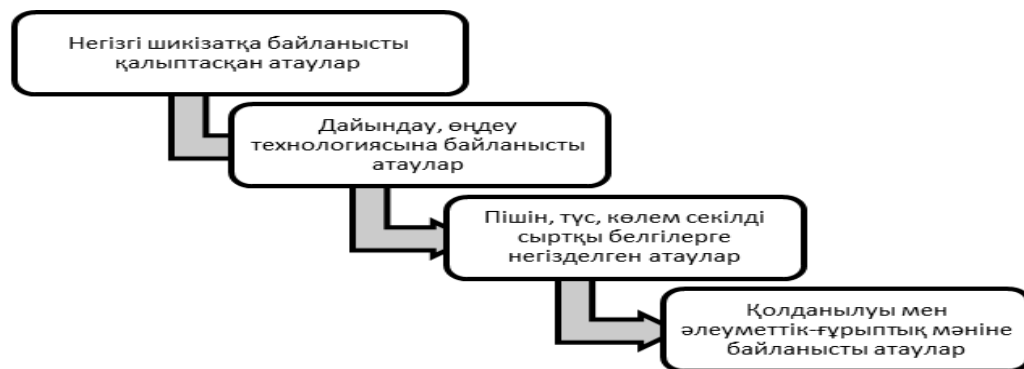 Негізгі шикізатқа байланысты
қалыптасқан атаулар
Дайындау, өңдеу
технологиясына байланысты
атаулар
Пішін, түс, көлем секілді
сыртқы белгілерге
негізделген атаулар
Қолданылуы мен
әлеуметтік-ғұрыптық мәніне
байланысты атаулар